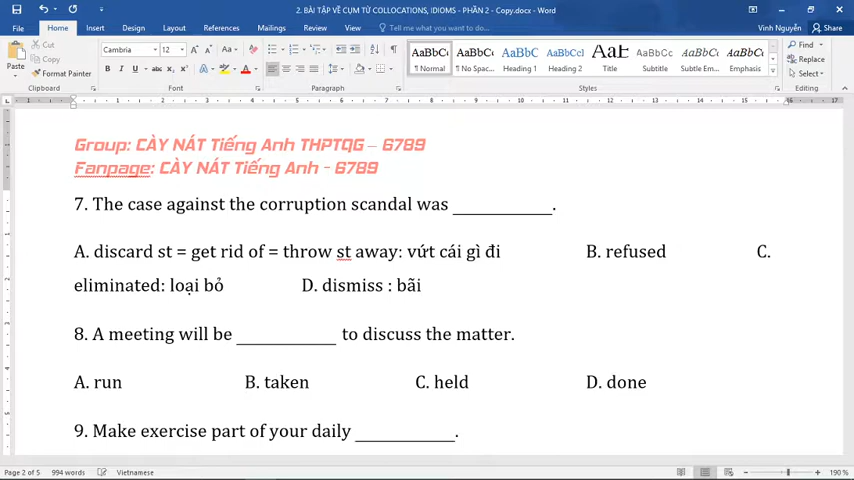 2. BÀI TẬP VỀ CỤM TỪ COLLOCATIONS, IDIOMS - PHẦN 2 - Copy.docx - Word
File Home Insert Design Layout References Mailings Review View Tell me what you want to do... Vinh Nguyễn Share
Cut
Copy
Format Painter
Paste
Cambria 12
AaBbCc AaBbCc AaBbCc AaBbCcl AaB AaBbCc AaBbCc AaBbCc
¶ Normal ¶ No Spac... Heading 1 Heading 2 Title Subtitle Subtle Em... Emphasis
Find
Replace
Select
Clipboard Font Paragraph Styles Editing
Group: CÀY NÁT Tiếng Anh THPTQG – 6789
Fanpage: CÀY NÁT Tiếng Anh - 6789
7. The case against the corruption scandal was ____________.
A. discard st = get rid of = throw st away: vứt cái gì đi B. refused C.
eliminated: loại bỏ D. dismiss : bãi
8. A meeting will be ____________ to discuss the matter.
A. run B. taken C. held D. done
9. Make exercise part of your daily ____________.
Page 2 of 5 994 words Vietnamese 190 %